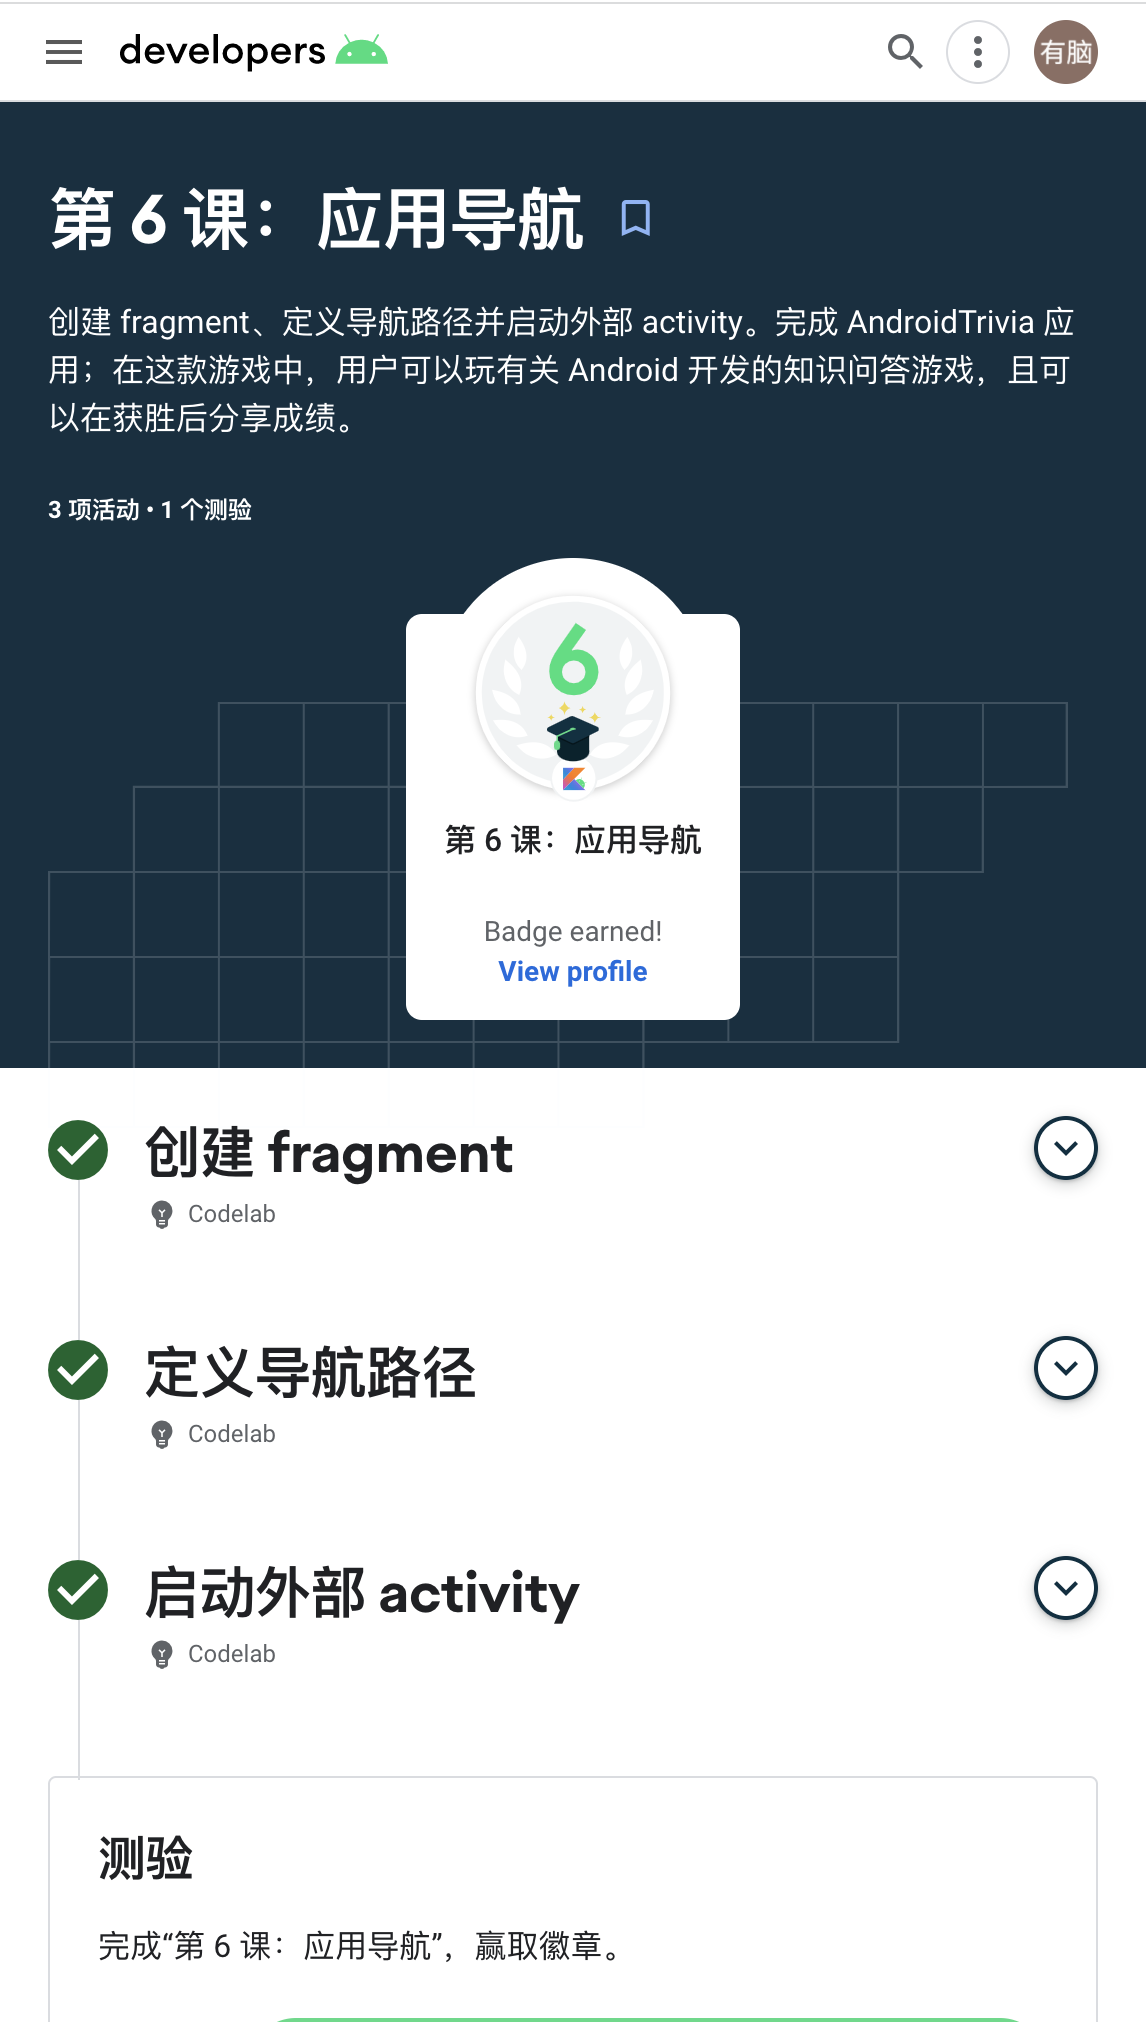 developers
有脑
第 6 课：应用导航
创建 fragment、定义导航路径并启动外部 activity。完成 AndroidTrivia 应
用；在这款游戏中，用户可以玩有关 Android 开发的知识问答游戏，且可
以在获胜后分享成绩。
3 项活动 • 1 个测验
6
第 6 课：应用导航
Badge earned!
View profile
创建 fragment
Codelab
定义导航路径
Codelab
启动外部 activity
Codelab
测验
完成“第 6 课：应用导航”，赢取徽章。